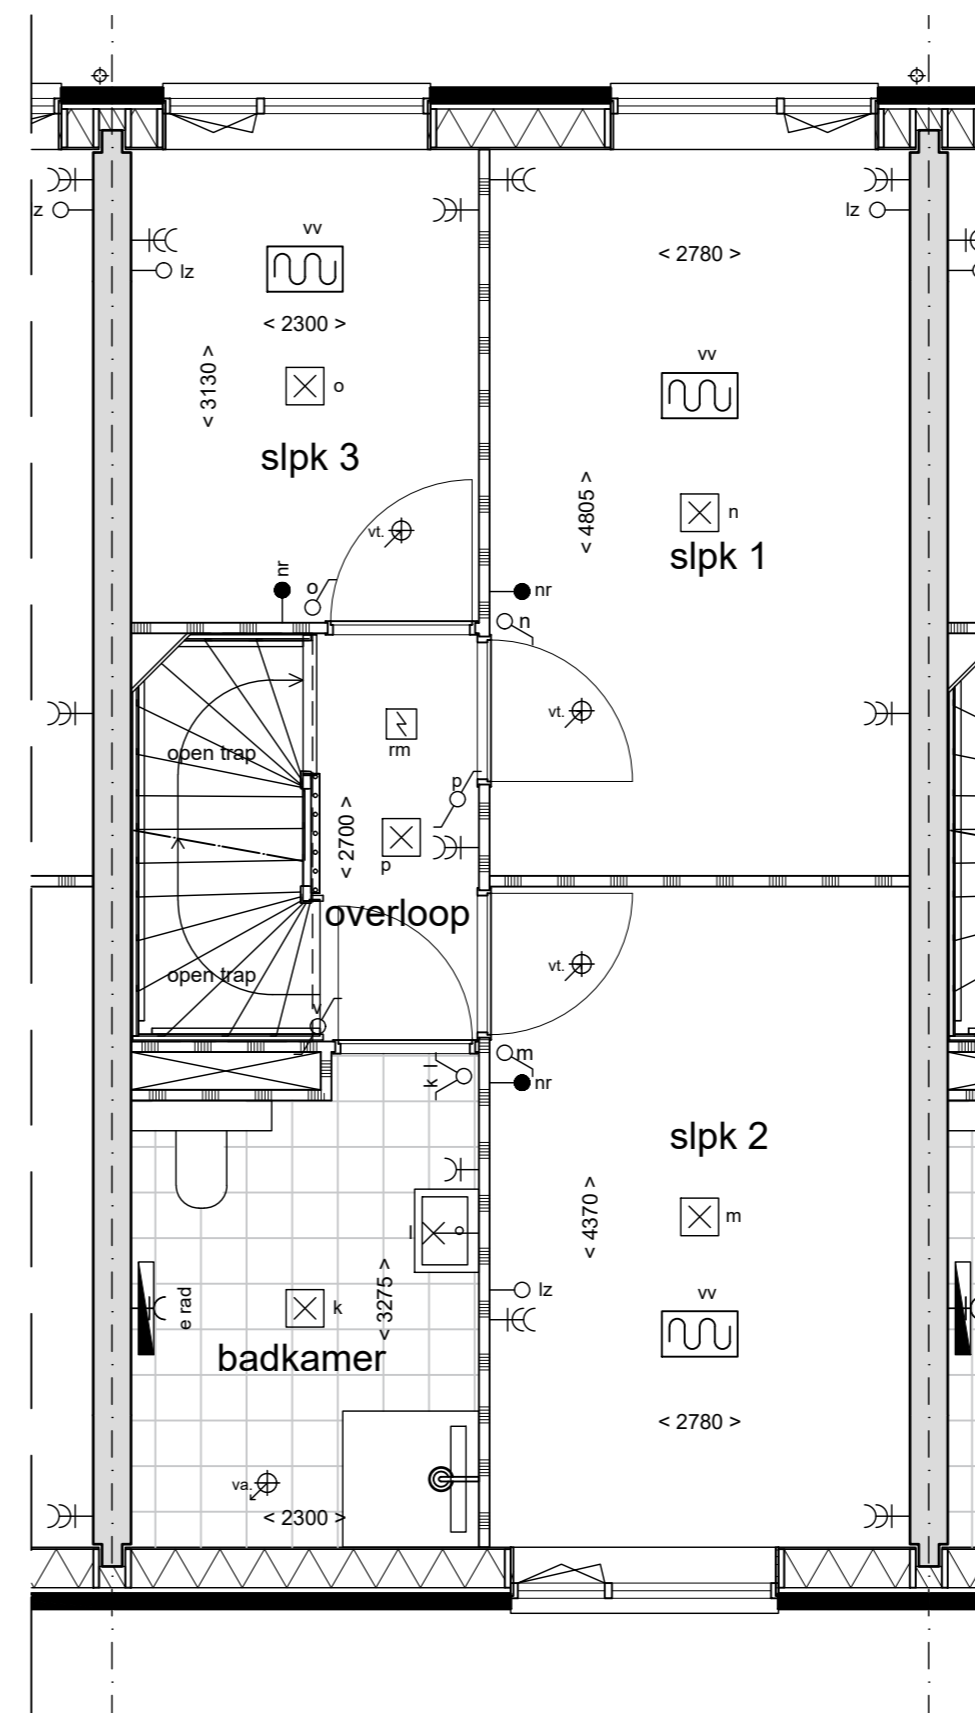 z
lz
vv
< 2300 >
< 3130 >
o
slpk 3
vt.
nr
o
lz
< 2780 >
vv
< 4805 >
n
slpk 1
nr
n
vt.
open trap
rm
p
< 2700 >
p
overloop
open trap
v
vt.
m
nr
k l
slpk 2
< 4370 >
m
l
< 3275 >
e rad
k
badkamer
lz
vv
< 2780 >
va.
< 2300 >